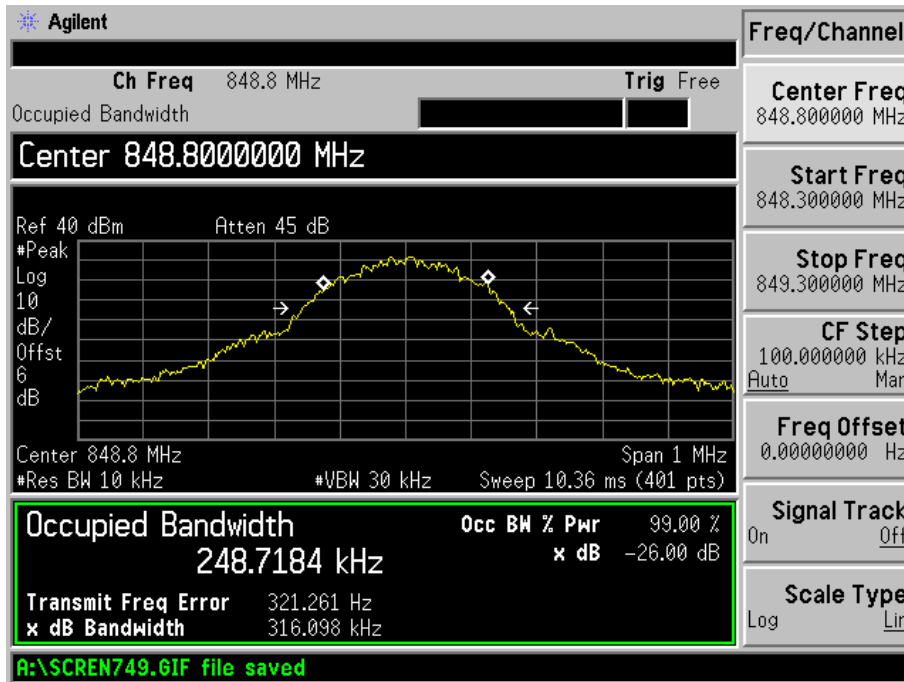 Agilent
Freq/Channel
Ch Freq 848.8 MHz Trig Free
Occupied Bandwidth
Center 848.8000000 MHz
Ref 40 dBm Atten 45 dB
#Peak
Log
10
dB/
Offst
6
dB
Center 848.8 MHz Span 1 MHz
#Res BW 10 kHz #VBW 30 kHz Sweep 10.36 ms (401 pts)
Occupied Bandwidth Occ BW % Pwr 99.00 %
248.7184 kHz x dB -26.00 dB
Transmit Freq Error 321.261 Hz
x dB Bandwidth 316.098 kHz
A:\SCREN749.GIF file saved
Center Freq
848.800000 MHz
Start Freq
848.300000 MHz
Stop Freq
849.300000 MHz
CF Step
100.000000 kHz
Auto Man
Freq Offset
0.00000000 Hz
Signal Track
On Off
Scale Type
Log Lin